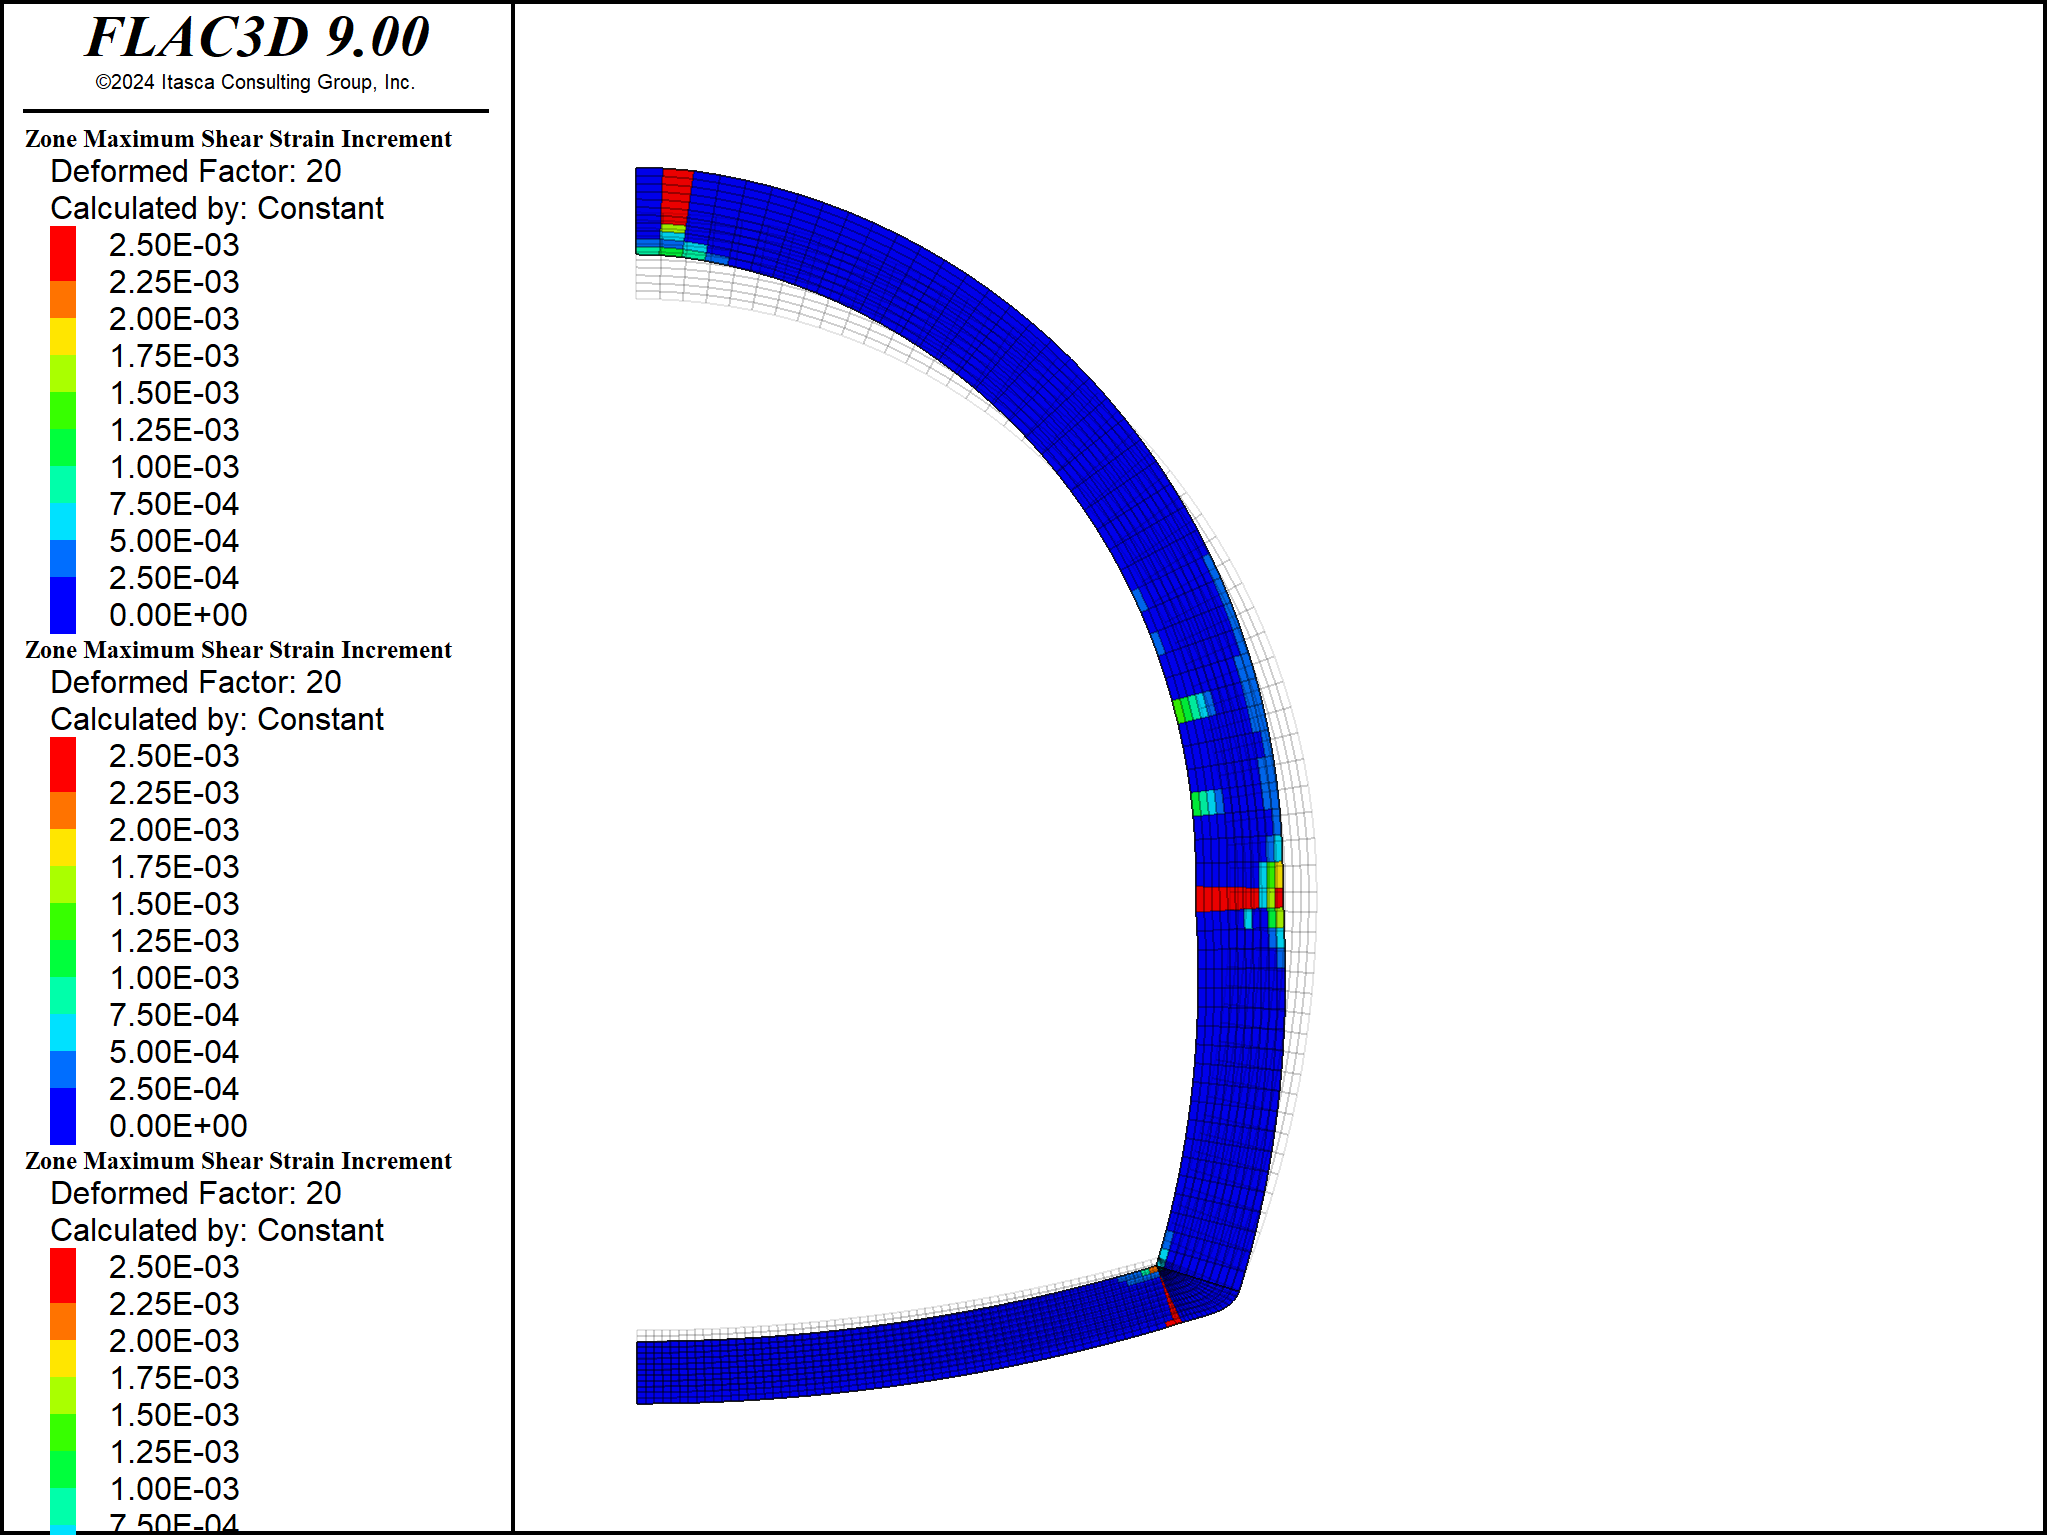 FLAC3D 9.00
©2024 Itasca Consulting Group, Inc.
Zone Maximum Shear Strain Increment
Deformed Factor: 20
Calculated by: Constant
2.50E-03
2.25E-03
2.00E-03
1.75E-03
1.50E-03
1.25E-03
1.00E-03
7.50E-04
5.00E-04
2.50E-04
0.00E+00
Zone Maximum Shear Strain Increment
Deformed Factor: 20
Calculated by: Constant
2.50E-03
2.25E-03
2.00E-03
1.75E-03
1.50E-03
1.25E-03
1.00E-03
7.50E-04
5.00E-04
2.50E-04
0.00E+00
Zone Maximum Shear Strain Increment
Deformed Factor: 20
Calculated by: Constant
2.50E-03
2.25E-03
2.00E-03
1.75E-03
1.50E-03
1.25E-03
1.00E-03
7.50E-04